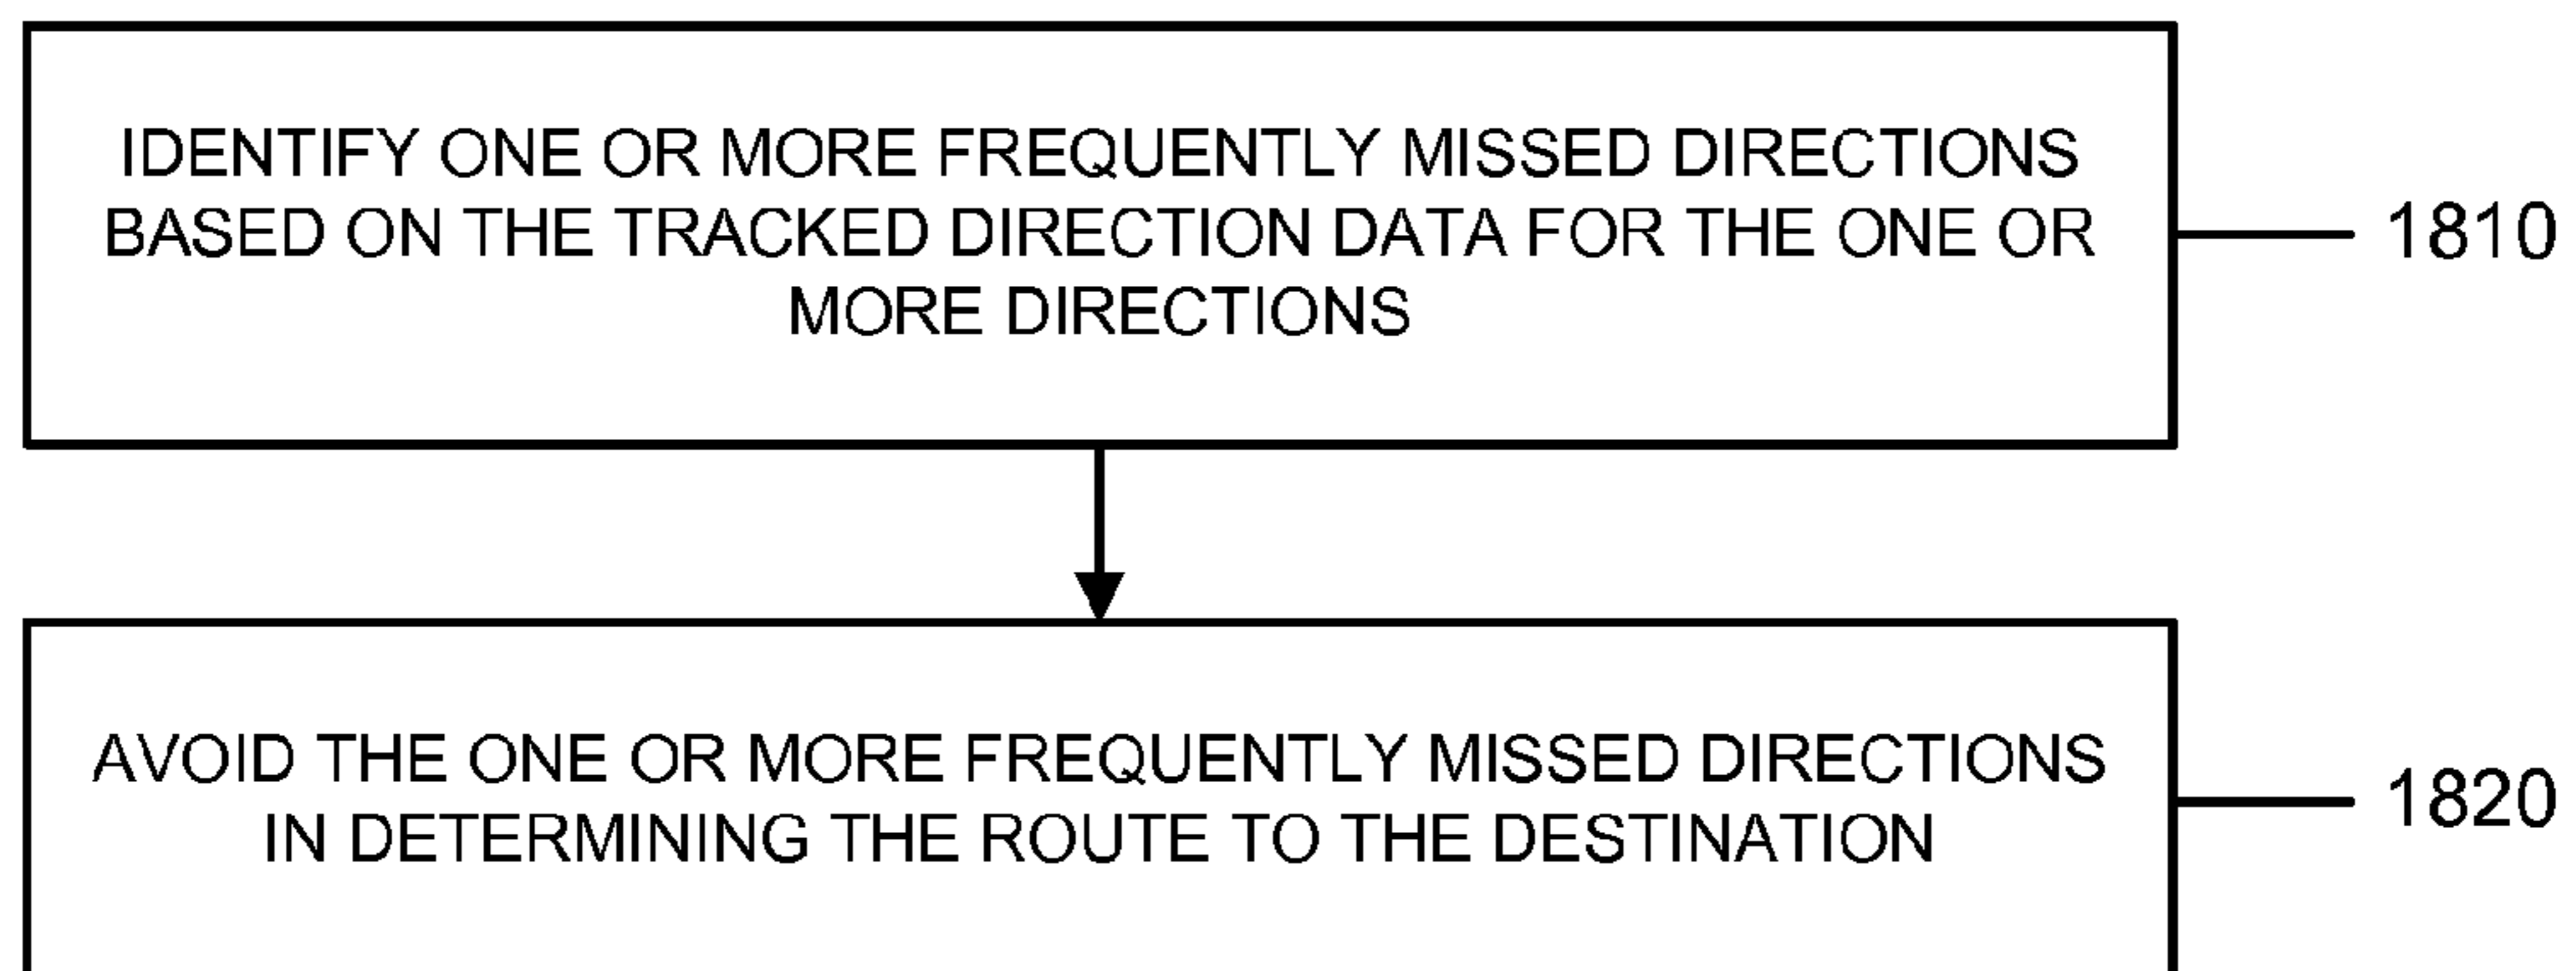 IDENTIFY ONE OR MORE FREQUENTLY MISSED DIRECTIONS
BASED ON THE TRACKED DIRECTION DATA FOR THE ONE OR
MORE DIRECTIONS
1810
AVOID THE ONE OR MORE FREQUENTLY MISSED DIRECTIONS
IN DETERMINING THE ROUTE TO THE DESTINATION
1820